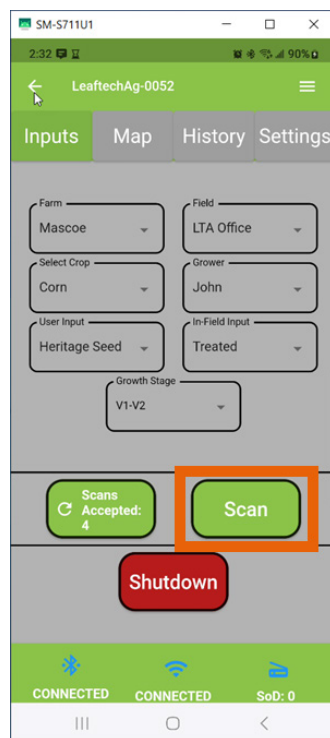 SM-S711U1
2:32 90%
LeaftechAg-0052
Inputs Map History Settings
Farm Field
Mascoe LTA Office
Select Crop Grower
Corn John
User Input In-Field Input
Heritage Seed Treated
Growth Stage
V1-V2
Scans
Accepted:
4
Scan
Shutdown
CONNECTED CONNECTED SoD: 0